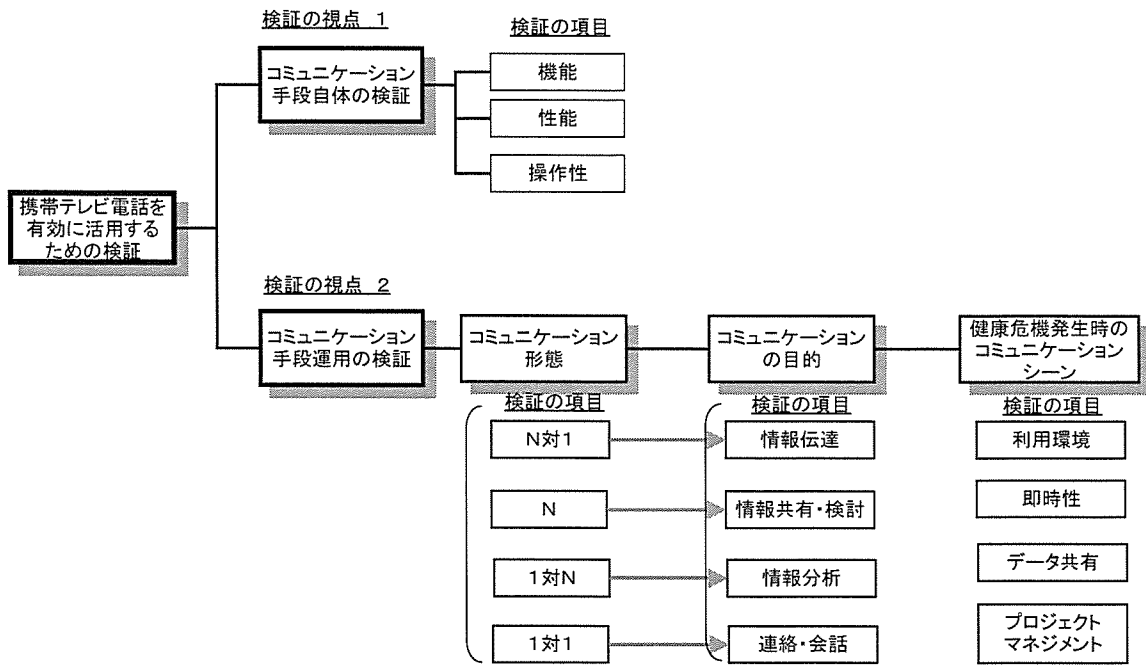 検証の視点 1
検証の項目
コミュニケーション
手段自体の検証
機能
性能
操作性
携帯テレビ電話を
有効に活用する
ための検証
検証の視点 2
コミュニケーション
手段運用の検証
コミュニケーション
形態
コミュニケーション
の目的
健康危機発生時の
コミュニケーション
シーン
検証の項目
検証の項目
検証の項目
N対1
情報伝達
利用環境
N
情報共有・検討
即時性
1対N
情報分析
データ共有
1対1
連絡・会話
プロジェクト
マネジメント